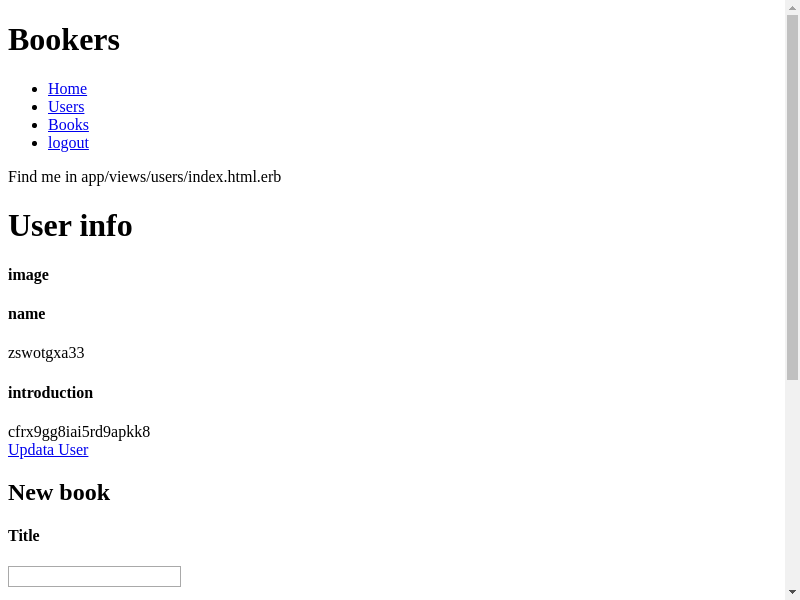 Bookers
Home
Users
Books
logout
Find me in app/views/users/index.html.erb
User info
image
name
zswotgxa33
introduction
cfrx9gg8iai5rd9apkk8
Updata User
New book
Title